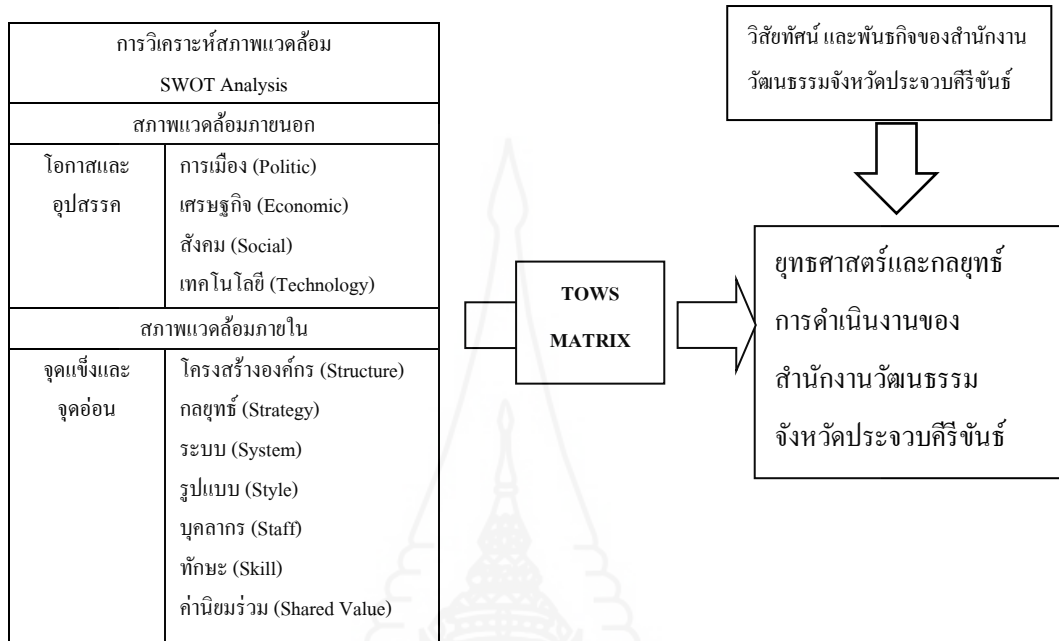 การวิเคราะห์สภาพแวดล้อม
SWOT Analysis
สภาพแวดล้อมภายนอก
โอกาสและ
อุปสรรค
การเมือง (Politic)
เศรษฐกิจ (Economic)
สังคม (Social)
เทคโนโลยี (Technology)
สภาพแวดล้อมภายใน
จุดแข็งและ
จุดอ่อน
โครงสร้างองค์กร (Structure)
กลยุทธ์ (Strategy)
ระบบ (System)
รูปแบบ (Style)
บุคลากร (Staff)
ทักษะ (Skill)
ค่านิยมร่วม (Shared Value)
TOWS
MATRIX
วิสัยทัศน์ และพันธกิจของสำนักงาน
วัฒนธรรมจังหวัดประจวบคีรีขันธ์
ยุทธศาสตร์และกลยุทธ์
การดำเนินงานของ
สำนักงานวัฒนธรรม
จังหวัดประจวบคีรีขันธ์